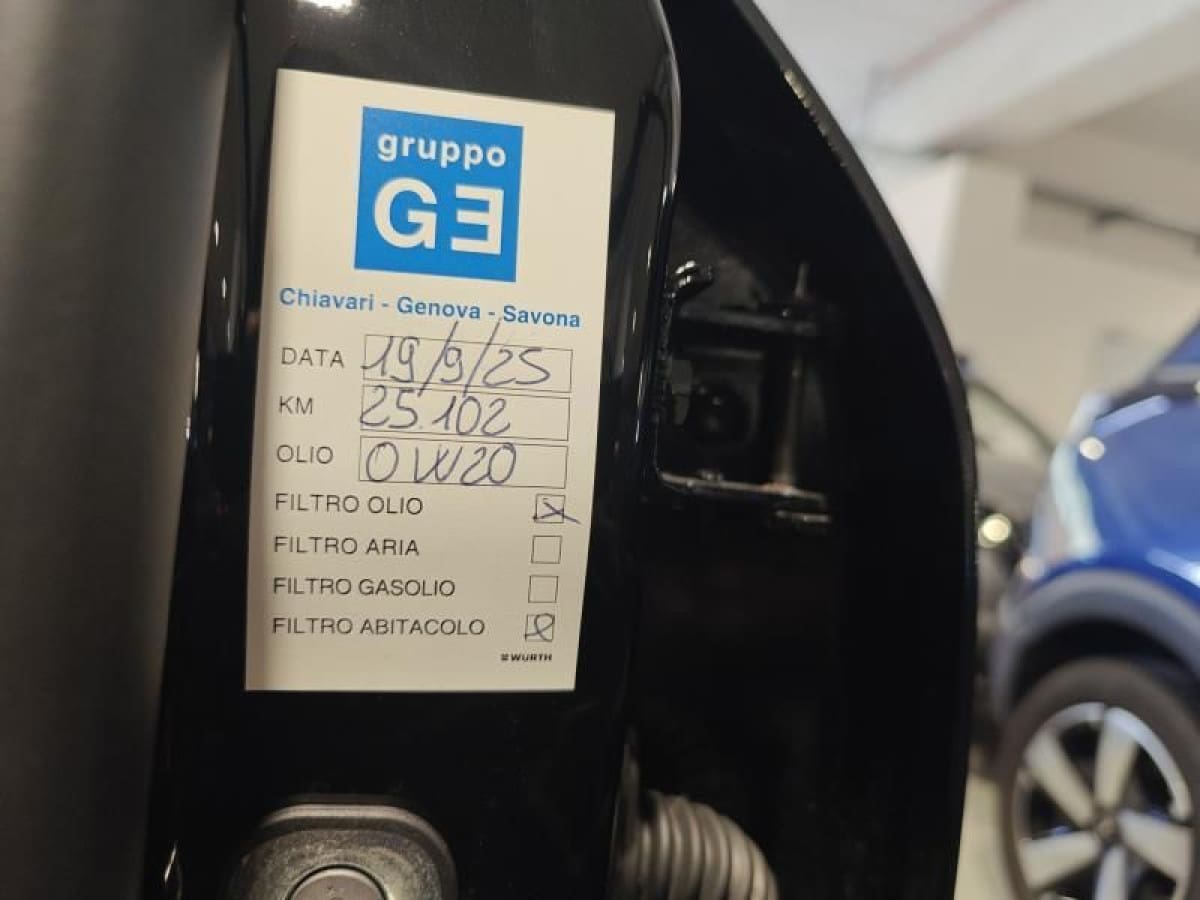 gruppo
GE
Chiavari - Genova - Savona
DATA 19/9/25
KM 25.102
OLIO 0W20
FILTRO OLIO
FILTRO ARIA
FILTRO GASOLIO
FILTRO ABITACOLO
WÜRTH